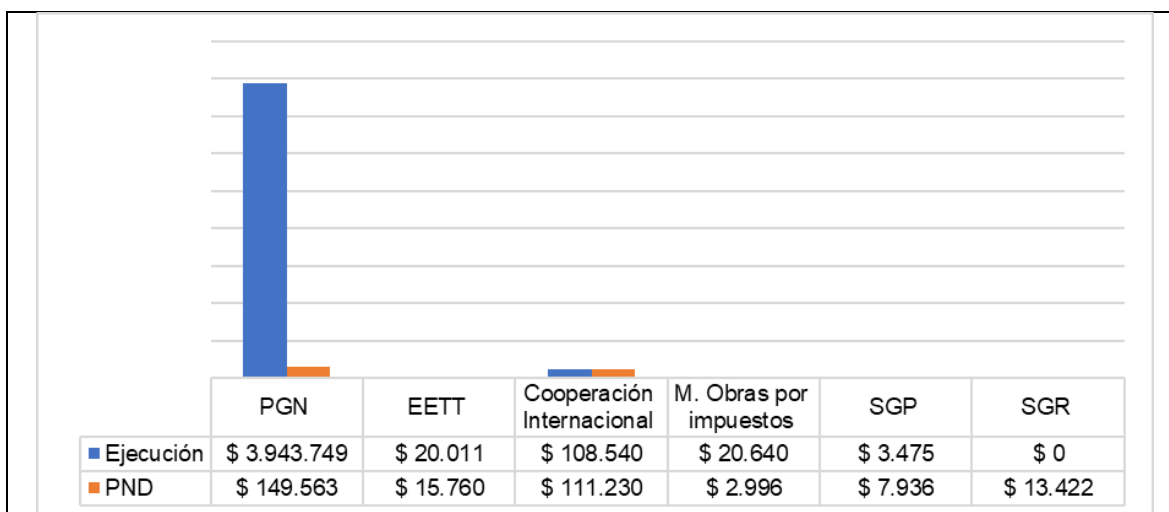 PGN EETT Cooperación Internacional M. Obras por impuestos SGP SGR
Ejecución $ 3.943.749 $ 20.011 $ 108.540 $ 20.640 $ 3.475 $ 0
PND $ 149.563 $ 15.760 $ 111.230 $ 2.996 $ 7.936 $ 13.422